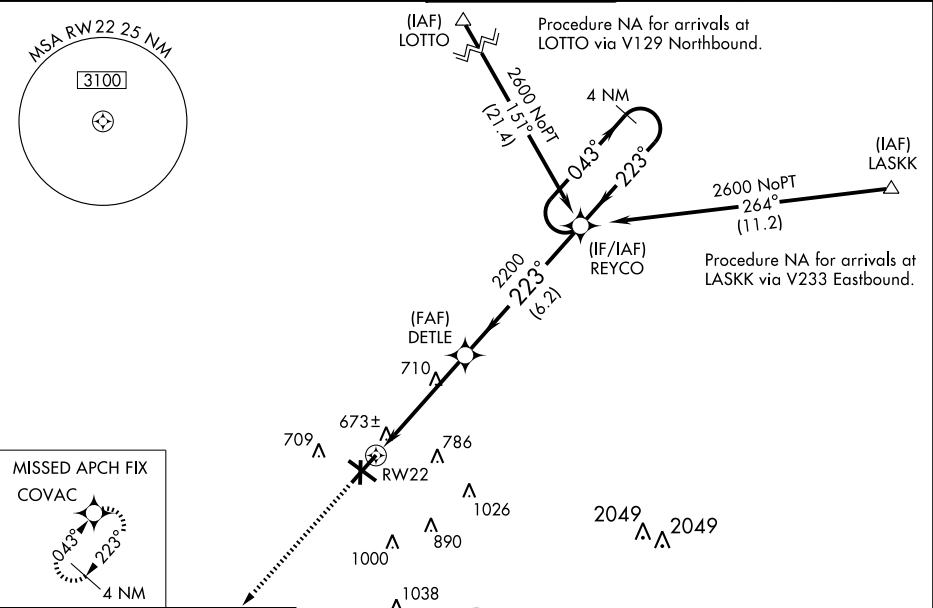 MSA RW22 25 NM
3100
(IAF)
LOTTO
Procedure NA for arrivals at
LOTTO via V129 Northbound.
2600 NoPT
151°
(21.4)
4 NM
043°
223°
(IAF)
LASKK
2600 NoPT
264°
(11.2)
(IF/IAF)
REYCO
Procedure NA for arrivals at
LASKK via V233 Eastbound.
2200
223°
(6.2)
(FAF)
DETLE
710
673±
709
786
RW22
1026
890
1000
2049
2049
1038
MISSED APCH FIX
COVAC
043°
223°
4 NM